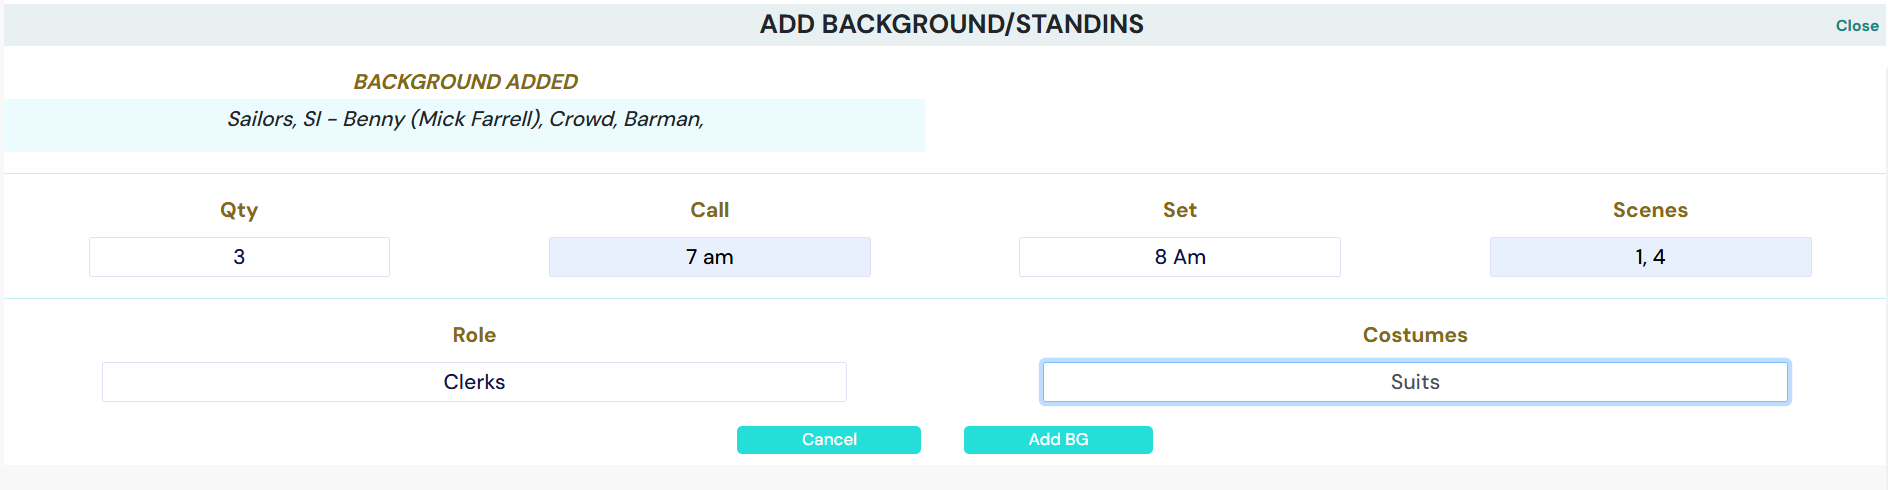 ADD BACKGROUND/STANDINS
Close
BACKGROUND ADDED
Sailors, SI - Benny (Mick Farrell), Crowd, Barman,
Qty
Call
Set
Scenes
3
7 am
8 Am
1, 4
Role
Costumes
Clerks
Suits
Cancel
Add BG